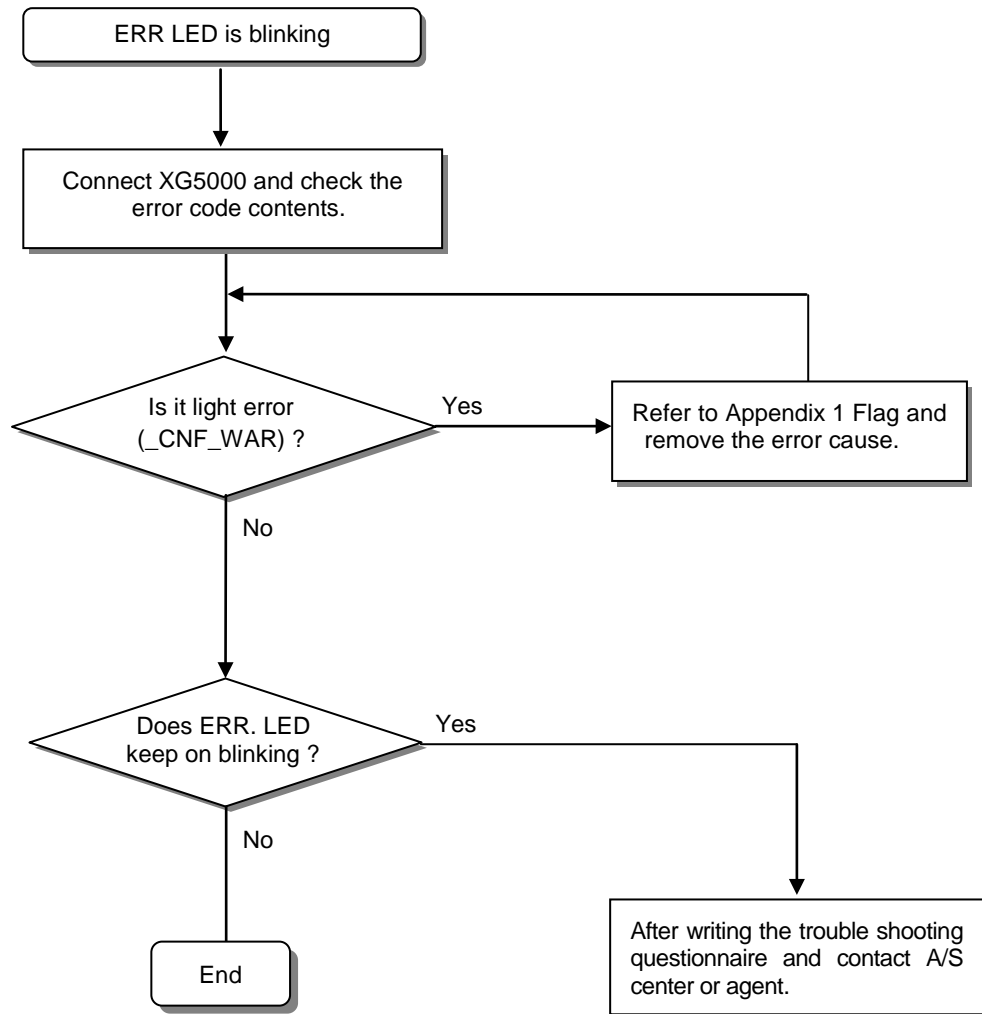 ERR LED is blinking
Connect XG5000 and check the
error code contents.
Is it light error
(_CNF_WAR) ?
Yes
Refer to Appendix 1 Flag and
remove the error cause.
No
Does ERR. LED
keep on blinking ?
Yes
No
End
After writing the trouble shooting
questionnaire and contact A/S
center or agent.